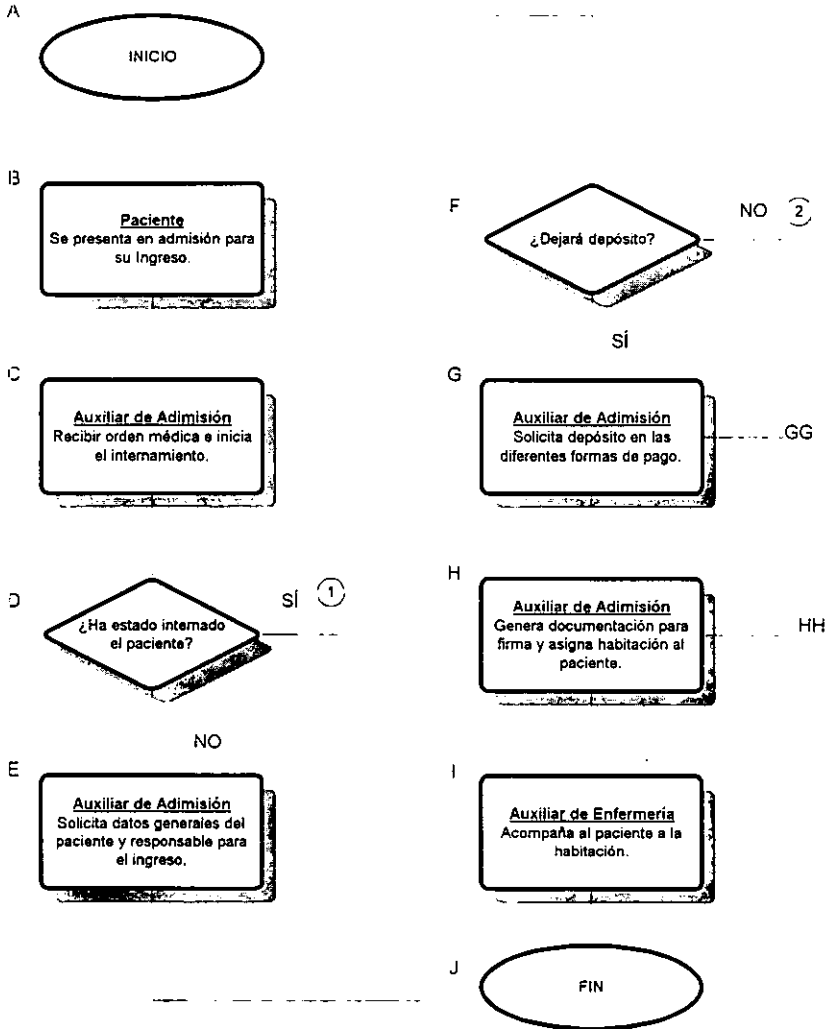 A
INICIO
B
Paciente
Se presenta en admisión para
su Ingreso.
C
Auxiliar de Adimisión
Recibir orden médica e inicia
el internamiento.
D
¿Ha estado internado
el paciente?
SÍ
1
NO
E
Auxiliar de Adimisión
Solicita datos generales del
paciente y responsable para
el ingreso.
F
¿Dejará depósito?
NO
2
SÍ
G
Auxiliar de Adimisión
Solicita depósito en las
diferentes formas de pago.
GG
H
Auxiliar de Adimisión
Genera documentación para
firma y asigna habitación al
paciente.
HH
I
Auxiliar de Enfermería
Acompaña al paciente a la
habitación.
J
FIN